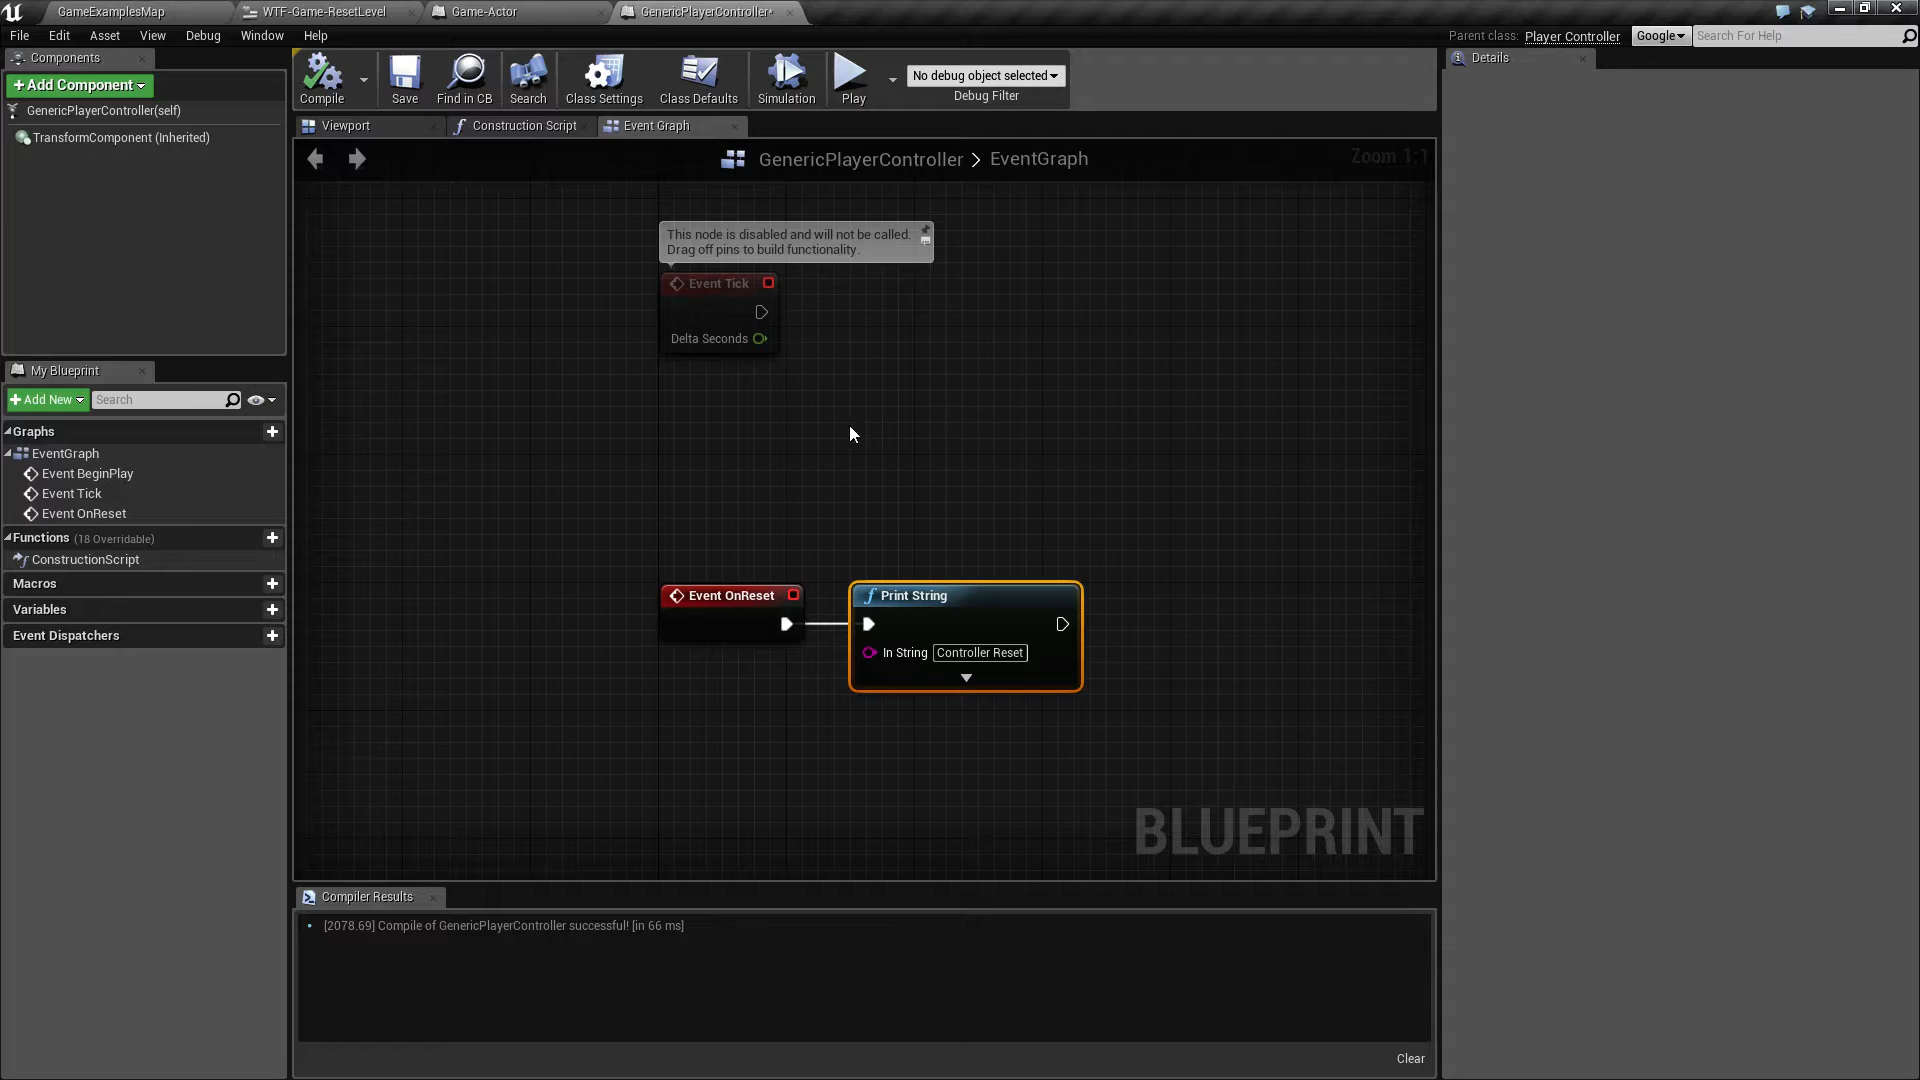 GameExamplesMap
WTF-Game-ResetLevel
Game-Actor
GenericPlayerController*
File Edit Asset View Debug Window Help
Parent class: Player Controller
Google
Search For Help
Components
Add Component
GenericPlayerController(self)
TransformComponent (Inherited)
Compile
Save
Find in CB
Search
Class Settings
Class Defaults
Simulation
Play
No debug object selected
Debug Filter
Details
Viewport
Construction Script
Event Graph
GenericPlayerController > EventGraph
Zoom 1:1
This node is disabled and will not be called.
Drag off pins to build functionality.
Event Tick
Delta Seconds
My Blueprint
Add New
Search
Graphs
EventGraph
Event BeginPlay
Event Tick
Event OnReset
Functions (18 Overridable)
ConstructionScript
Macros
Variables
Event Dispatchers
Event OnReset
Print String
In String Controller Reset
BLUEPRINT
Compiler Results
[2078.69] Compile of GenericPlayerController successful! [in 66 ms]
Clear